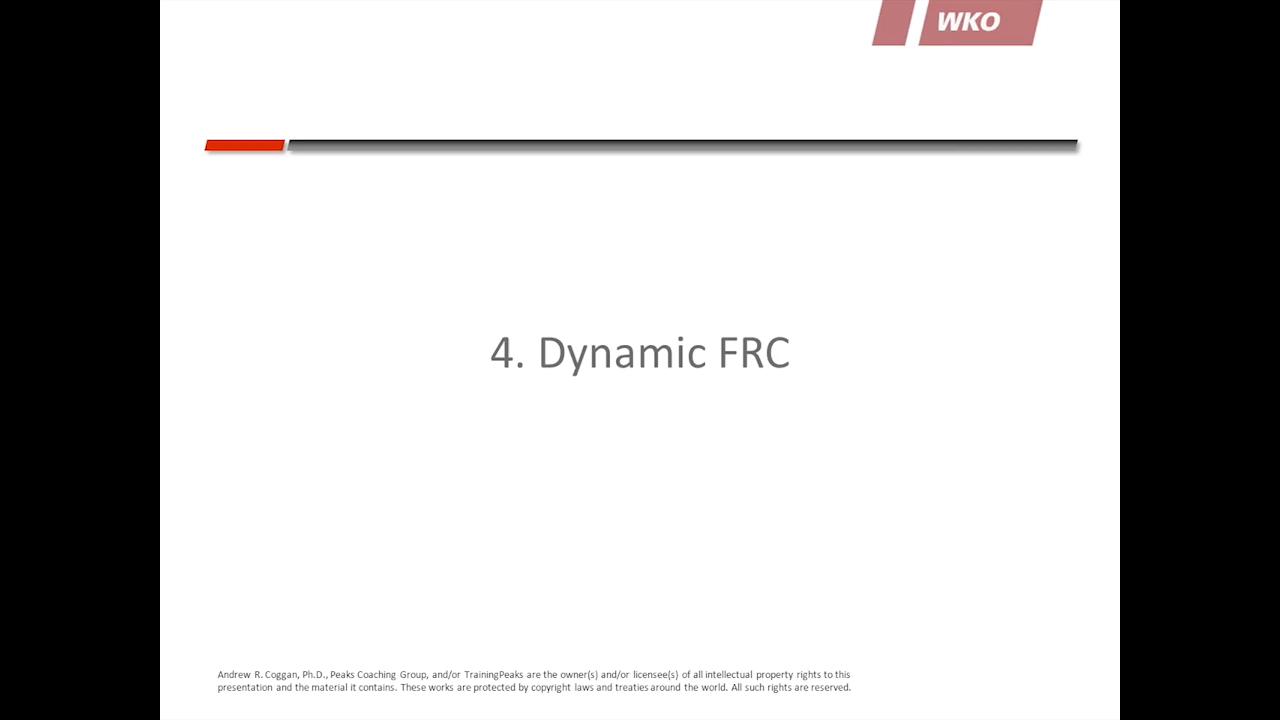 WKO
4. Dynamic FRC
Andrew R. Coggan, Ph.D., Peaks Coaching Group, and/or TrainingPeaks are the owner(s) and/or licensee(s) of all intellectual property rights to this
presentation and the material it contains. These works are protected by copyright laws and treaties around the world. All such rights are reserved.